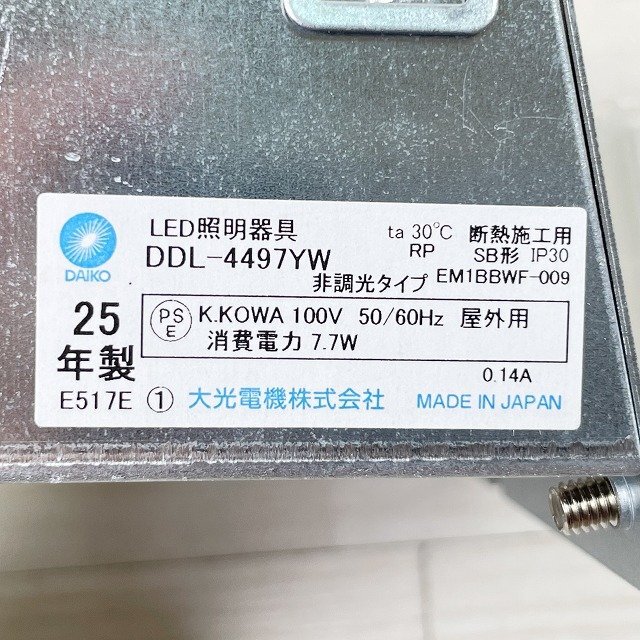 DAIKO
LED照明器具
DDL-4497YW
非調光タイプ
ta 30℃
RP
断熱施工用
SB形 IP30
EM1BBWF-009
25
年製
PS
E
K.KOWA 100V 50/60Hz 屋外用
消費電力 7.7W
0.14A
E517E ① 大光電機株式会社 MADE IN JAPAN